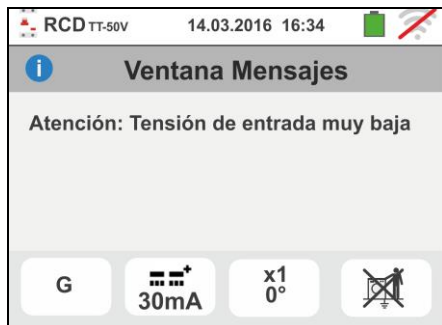 RCD TT-50V 14.03.2016 16:34
Ventana Mensajes
Atención: Tensión de entrada muy baja
G
30mA
x1
0°